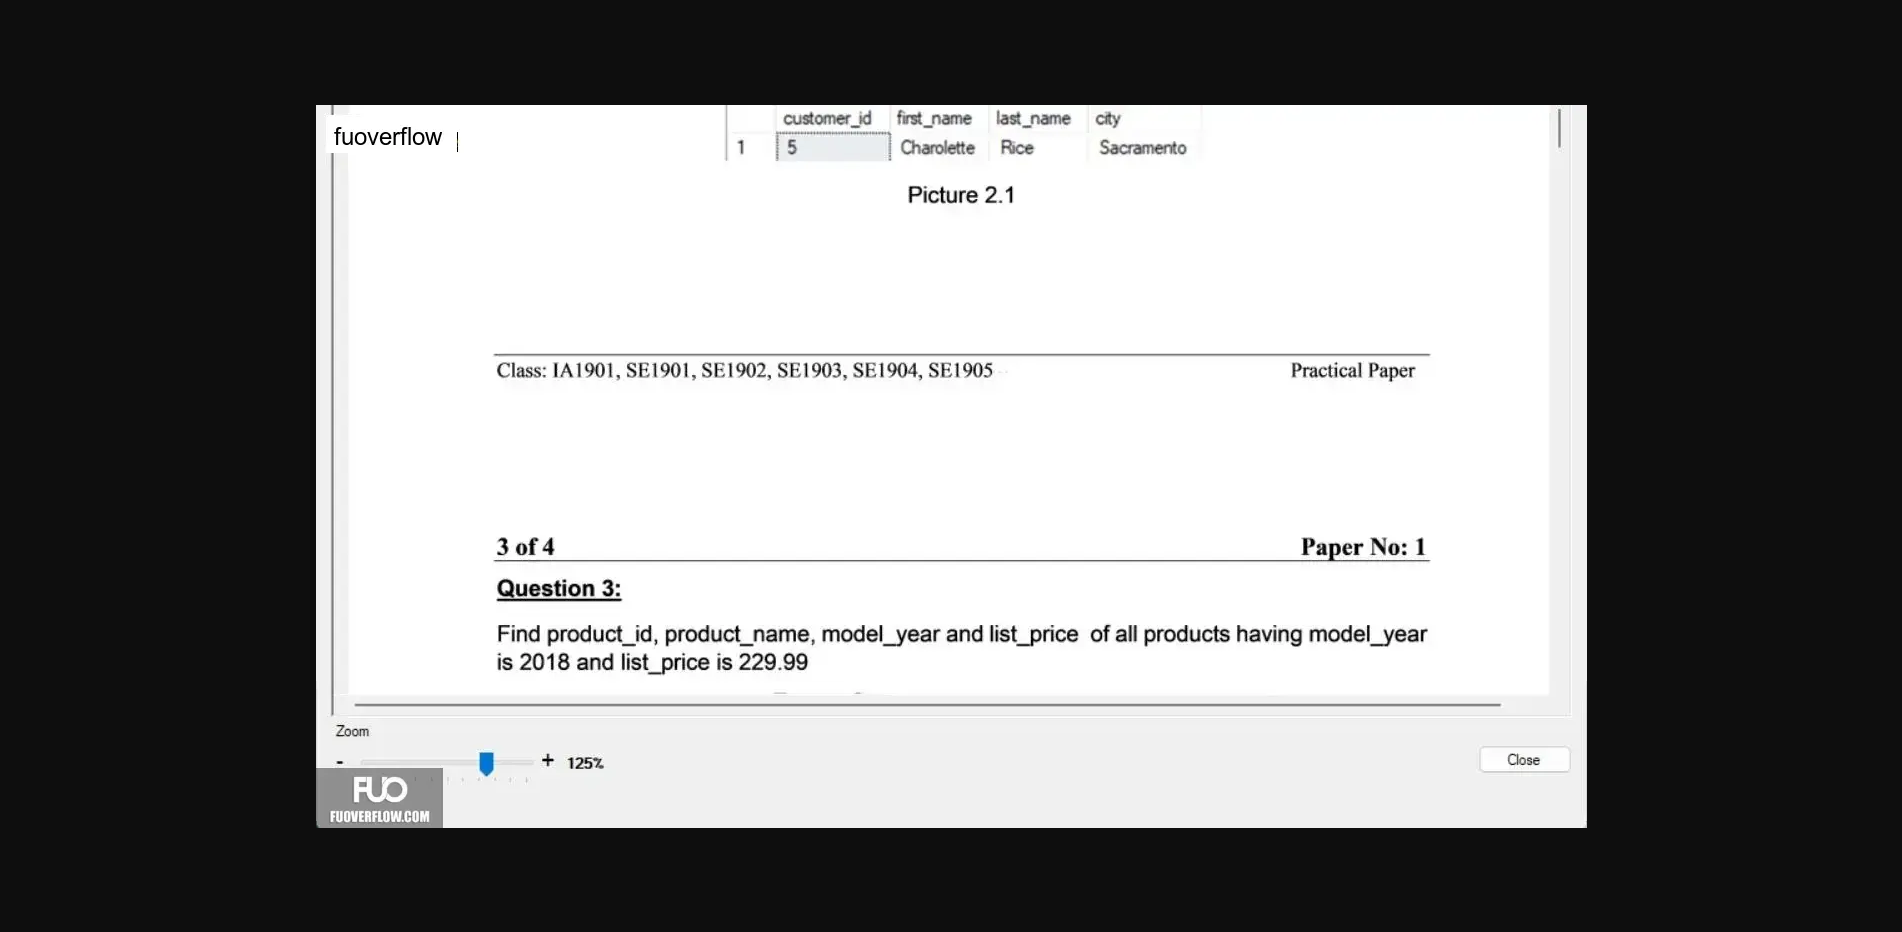 customer_id first_name last_name city
fuoverflow
1 5 Charolette Rice Sacramento
Picture 2.1
Class: IA1901, SE1901, SE1902, SE1903, SE1904, SE1905 Practical Paper
3 of 4 Paper No: 1
Question 3:
Find product_id, product_name, model_year and list_price of all products having model_year
is 2018 and list_price is 229.99
Zoom
- + 125%
Close
FUO
FUOVERFLOW.COM